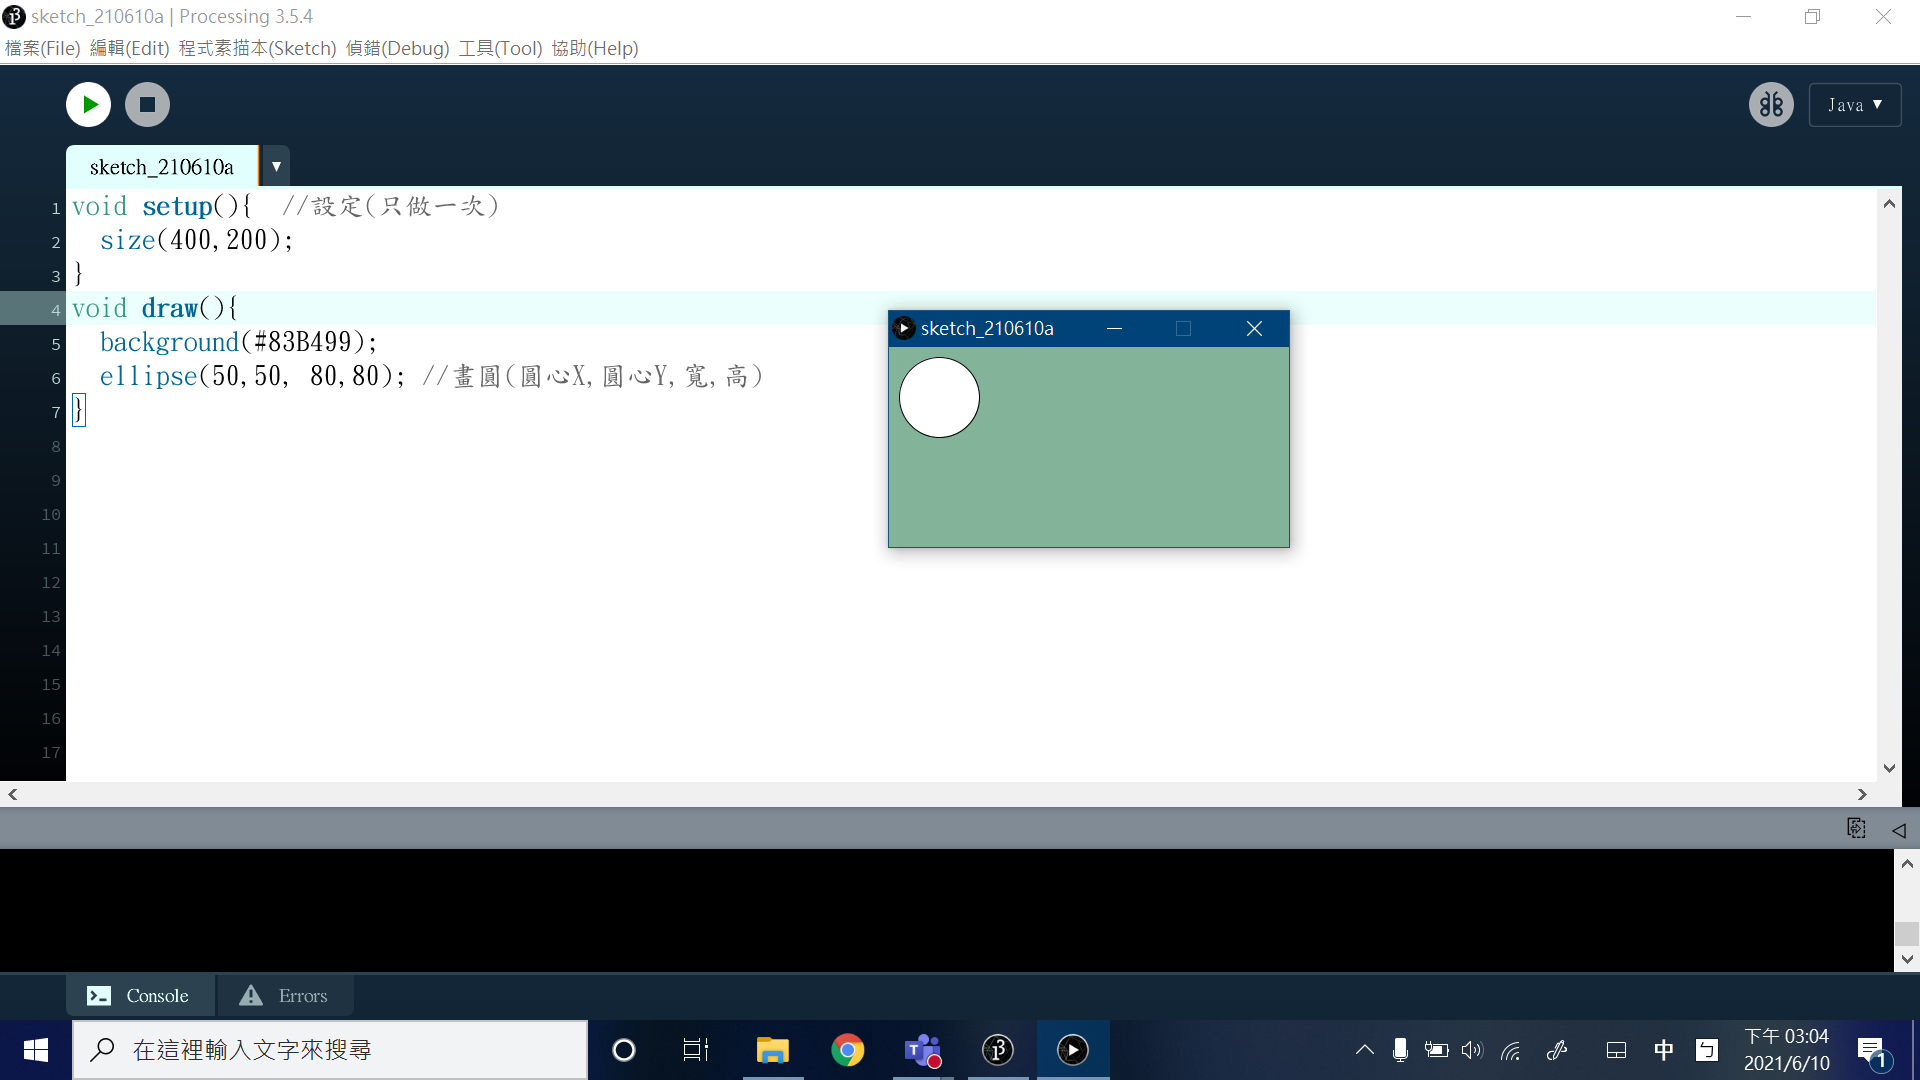 sketch_210610a | Processing 3.5.4
檔案(File) 編輯(Edit) 程式素描本(Sketch) 偵錯(Debug) 工具(Tool) 協助(Help)
Java ▼
sketch_210610a ▼
1 void setup(){  //設定(只做一次)
2   size(400,200);
3 }
4 void draw(){
5   background(#83B499);
6   ellipse(50,50, 80,80); //畫圓(圓心X,圓心Y,寬,高)
7 }
8
9
10
11
12
13
14
15
16
17
sketch_210610a
Console Errors
在這裡輸入文字來搜尋
中
下午 03:04
2021/6/10
1